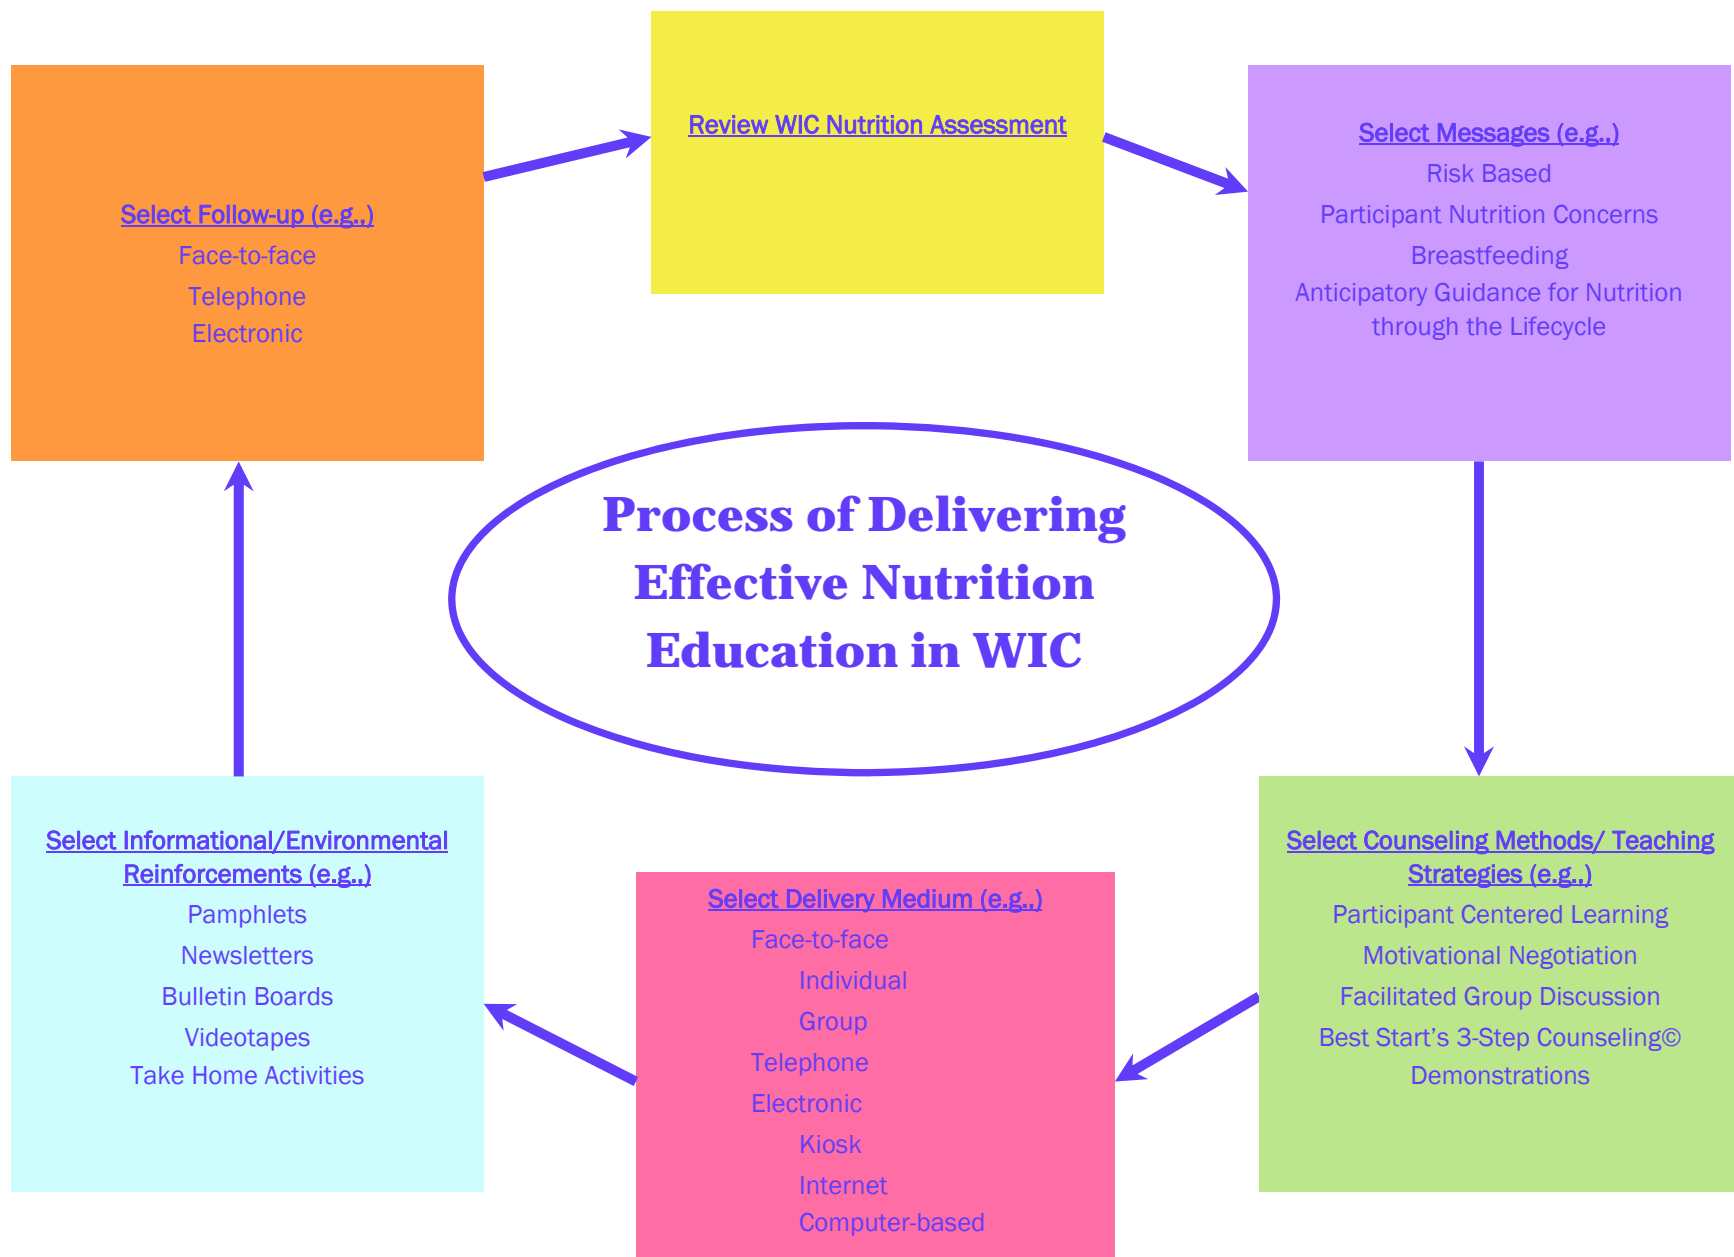 Process of Delivering
Effective Nutrition
Education in WIC
Review WIC Nutrition Assessment
Select Messages (e.g.,)
Risk Based
Participant Nutrition Concerns
Breastfeeding
Anticipatory Guidance for Nutrition
through the Lifecycle
Select Counseling Methods/ Teaching
Strategies (e.g.,)
Participant Centered Learning
Motivational Negotiation
Facilitated Group Discussion
Best Start’s 3-Step Counseling©
Demonstrations
Select Delivery Medium (e.g.,)
Face-to-face
Individual
Group
Telephone
Electronic
Kiosk
Internet
Computer-based
Select Informational/Environmental
Reinforcements (e.g.,)
Pamphlets
Newsletters
Bulletin Boards
Videotapes
Take Home Activities
Select Follow-up (e.g.,)
Face-to-face
Telephone
Electronic